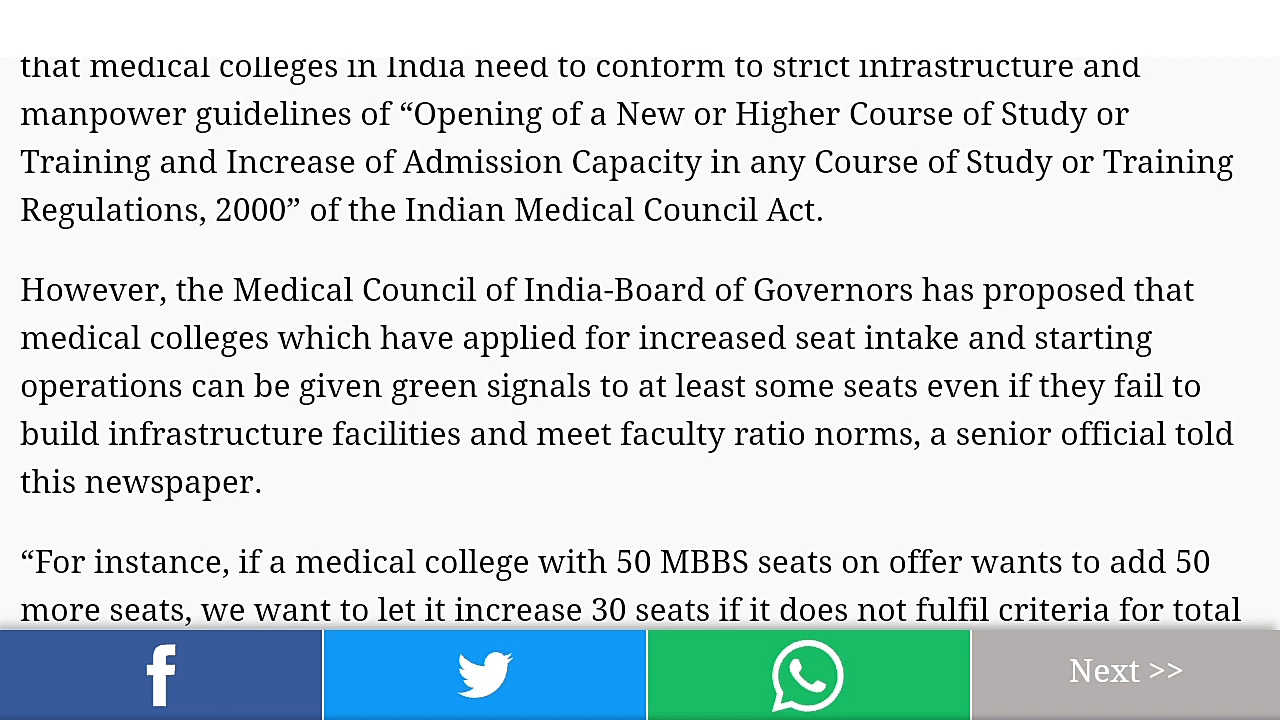 that medical colleges in India need to conform to strict infrastructure and
manpower guidelines of “Opening of a New or Higher Course of Study or
Training and Increase of Admission Capacity in any Course of Study or Training
Regulations, 2000” of the Indian Medical Council Act.
However, the Medical Council of India-Board of Governors has proposed that
medical colleges which have applied for increased seat intake and starting
operations can be given green signals to at least some seats even if they fail to
build infrastructure facilities and meet faculty ratio norms, a senior official told
this newspaper.
“For instance, if a medical college with 50 MBBS seats on offer wants to add 50
more seats, we want to let it increase 30 seats if it does not fulfil criteria for total
Next >>